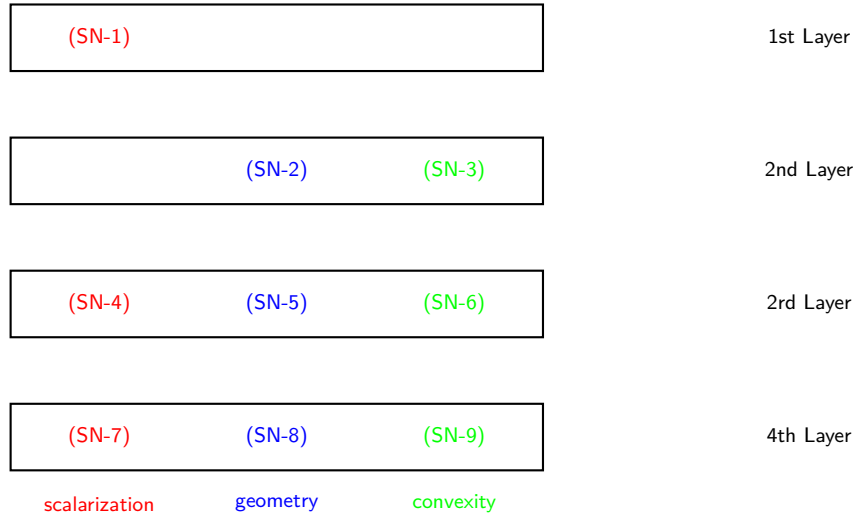 (SN-1) 1st Layer
(SN-2) (SN-3) 2nd Layer
(SN-4) (SN-5) (SN-6) 2rd Layer
(SN-7) (SN-8) (SN-9) 4th Layer
scalarization geometry convexity